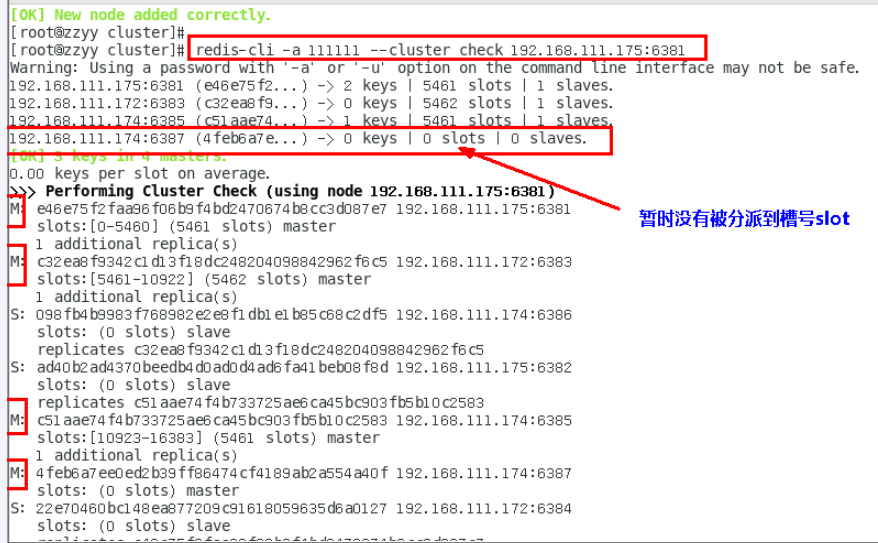 [OK] New node added correctly.
[root@zzyy cluster]#
[root@zzyy cluster]# redis-cli -a 111111 --cluster check 192.168.111.175:6381
Warning: Using a password with '-a' or '-u' option on the command line interface may not be safe.
192.168.111.175:6381 (e46e75f2...) -> 2 keys | 5461 slots | 1 slaves.
192.168.111.172:6383 (c32ea8f9...) -> 0 keys | 5462 slots | 1 slaves.
192.168.111.174:6385 (c51aae74...) -> 1 keys | 5461 slots | 1 slaves.
192.168.111.174:6387 (4feb6a7e...) -> 0 keys | 0 slots | 0 slaves.
[OK] 3 keys in 4 masters.
0.00 keys per slot on average.
>>> Performing Cluster Check (using node 192.168.111.175:6381)
M: e46e75f2faa96f06b9f4bd2470674b8cc3d087e7 192.168.111.175:6381
暂时没有被分派到槽号slot
slots:[0-5460] (5461 slots) master
1 additional replica(s)
M: c32ea8f9342c1d13f18dc248204098842962f6c5 192.168.111.172:6383
slots:[5461-10922] (5462 slots) master
1 additional replica(s)
S: 098fb4b9983f768982e2e8f1db1e1b85c68c2df5 192.168.111.174:6386
slots: (0 slots) slave
replicates c32ea8f9342c1d13f18dc248204098842962f6c5
S: ad40b2ad4370beedb4d0ad0d4ad6fa41beb08f8d 192.168.111.175:6382
slots: (0 slots) slave
replicates c51aae74f4b733725ae6ca45bc903fb5b10c2583
M: c51aae74f4b733725ae6ca45bc903fb5b10c2583 192.168.111.174:6385
slots:[10923-16383] (5461 slots) master
1 additional replica(s)
M: 4feb6a7ee0ed2b39ff86474cf4189ab2a554a40f 192.168.111.174:6387
slots: (0 slots) master
S: 22e70460bc148ea877209c91618059635d6a0127 192.168.111.172:6384
slots: (0 slots) slave